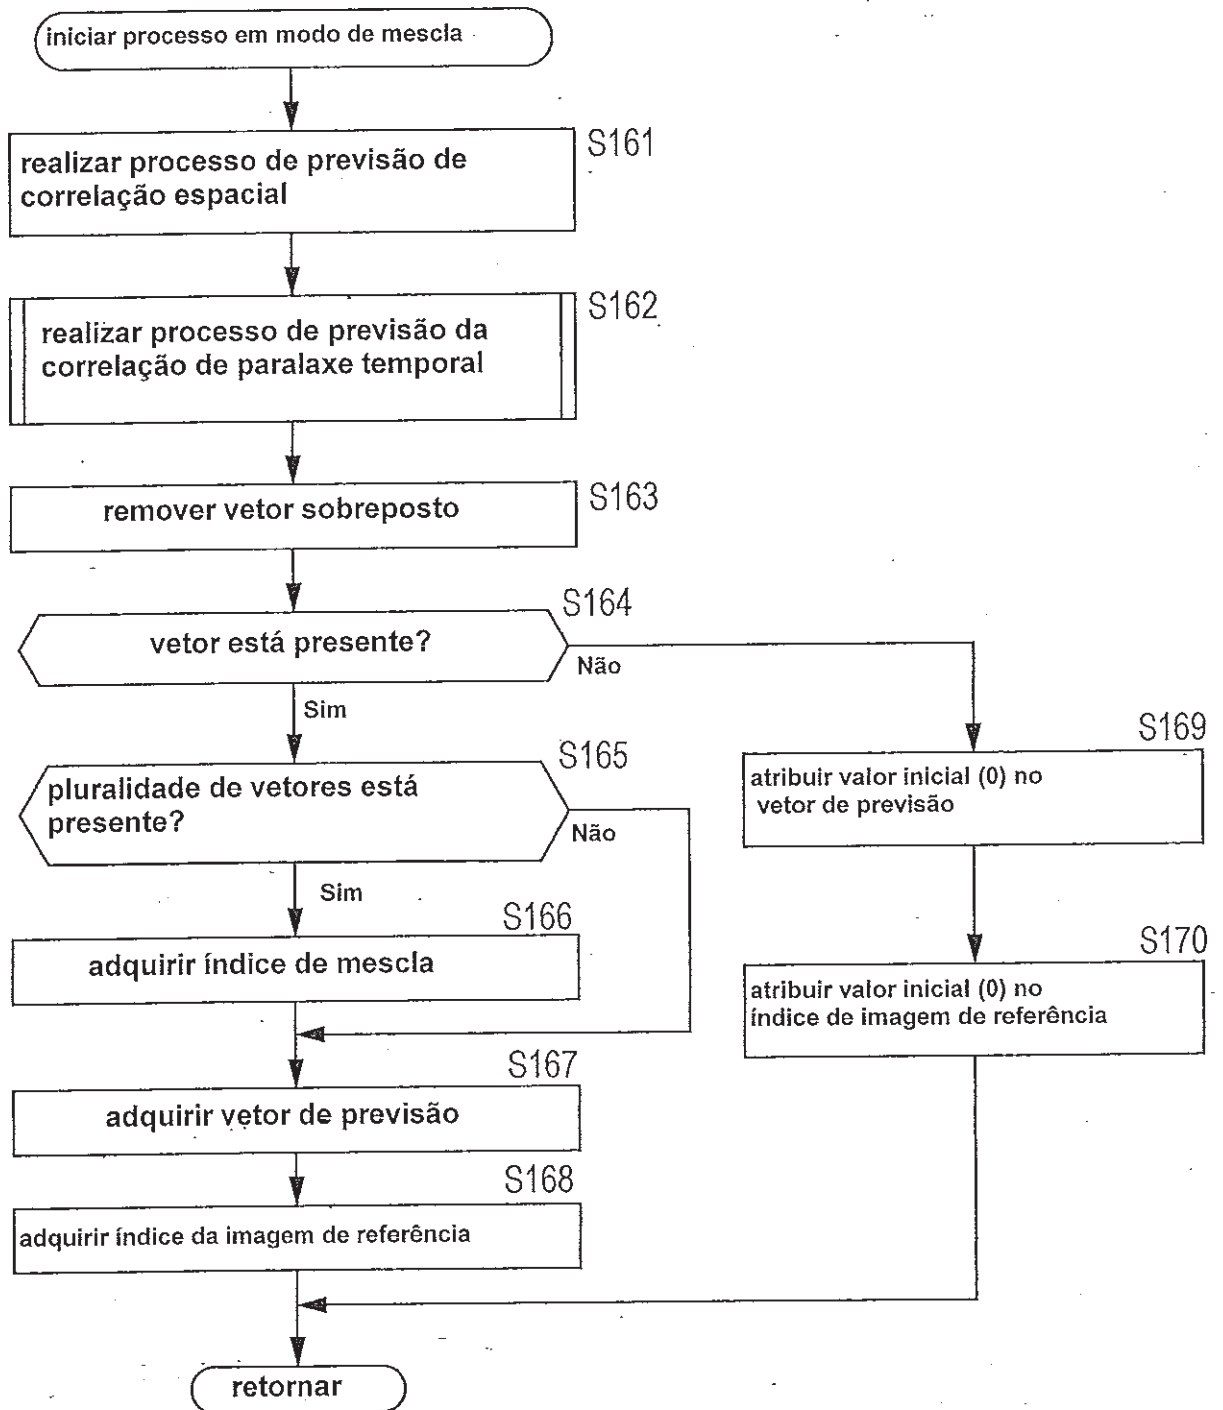 iniciar processo em modo de mescla
S161
realizar processo de previsão de
correlação espacial
S162
realizar processo de previsão da
correlação de paralaxe temporal
S163
remover vetor sobreposto
S164
vetor está presente?
Não
Sim
S165
pluralidade de vetores está
presente?
Não
Sim
S166
adquirir índice de mescla
S167
adquirir vetor de previsão
S168
adquirir índice da imagem de referência
S169
atribuir valor inicial (0) no
vetor de previsão
S170
atribuir valor inicial (0) no
índice de imagem de referência
retornar